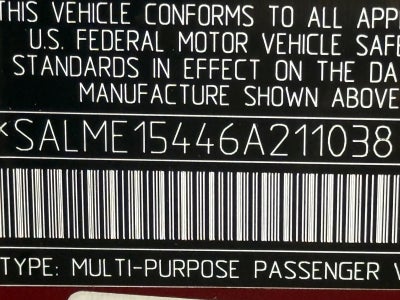 THIS VEHICLE CONFORMS TO ALL APP
U.S. FEDERAL MOTOR VEHICLE SAFE
STANDARDS IN EFFECT ON THE DA
MANUFACTURE SHOWN ABOVE
*SALME15446A211038
TYPE: MULTI-PURPOSE PASSENGER V